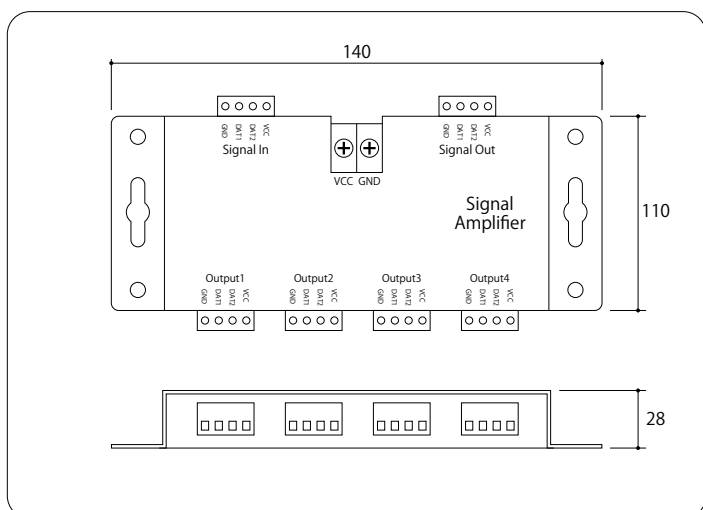 140
GND DAT1 DAT2 VCC
Signal In
GND DAT1 DAT2 VCC
Signal Out
VCC GND
Signal
Amplifier
110
Output1
GND DAT1 DAT2 VCC
Output2
GND DAT1 DAT2 VCC
Output3
GND DAT1 DAT2 VCC
Output4
GND DAT1 DAT2 VCC
28